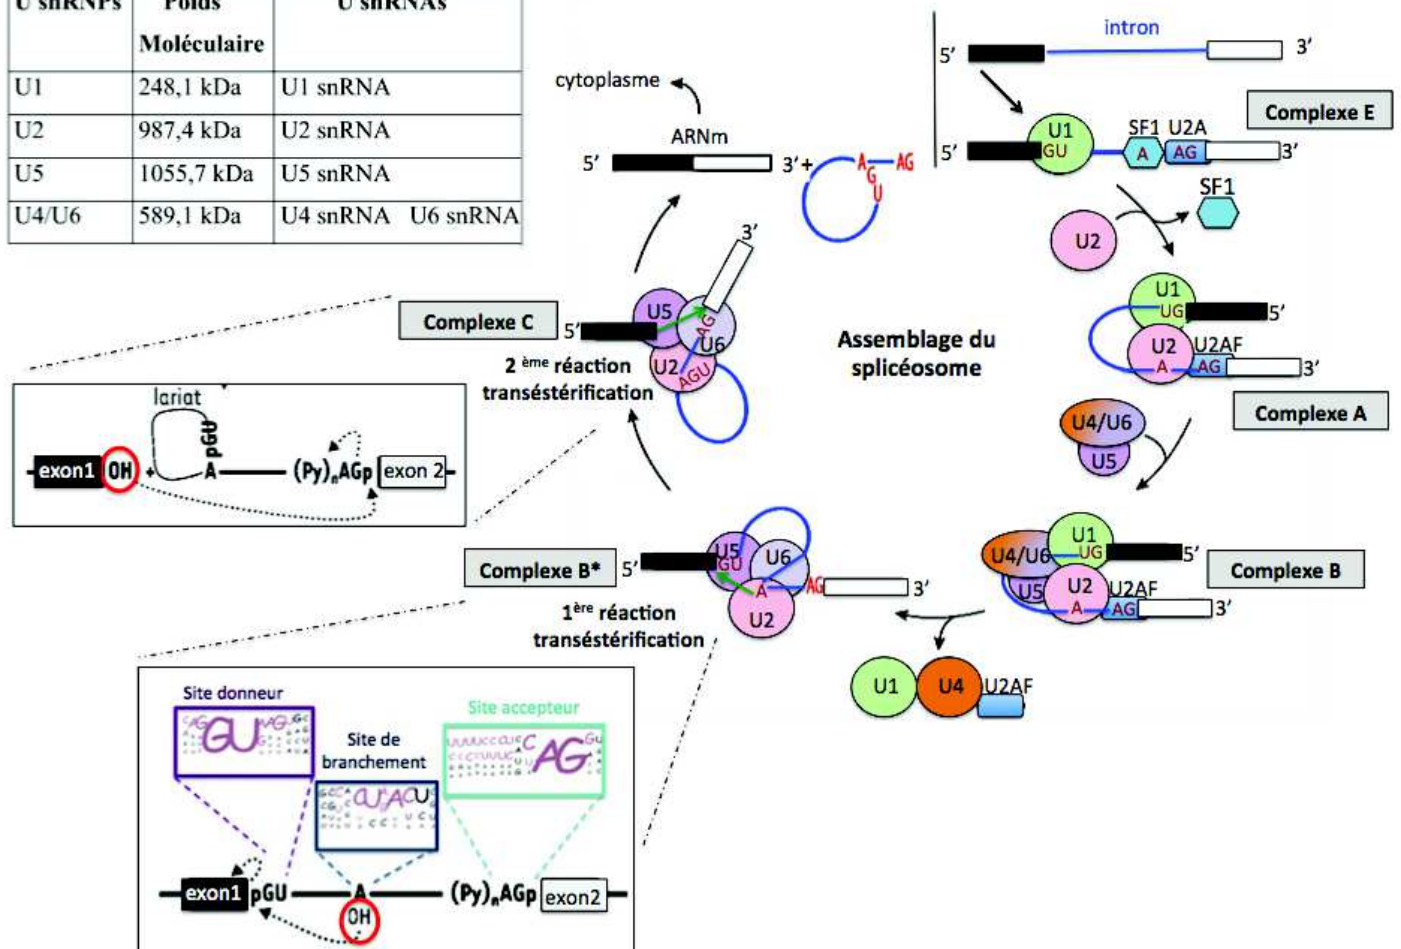 U snRNPs Poids U snRNAs
Moléculaire
U1 248,1 kDa U1 snRNA
U2 987,4 kDa U2 snRNA
U5 1055,7 kDa U5 snRNA
U4/U6 589,1 kDa U4 snRNA U6 snRNA
intron
5' 3'
Complexe E
U1 SF1 U2A
5' GU A AG 3'
SF1
U2
U1
UG 5'
U2 U2AF
A AG 3'
Complexe A
U4/U6
U5
U1
U4/U6 UG 5'
Complexe B
U5 U2 U2AF
A AG 3'
U1 U4 U2AF
Assemblage du
splicéosome
Complexe B*
5' U5 U6
GU
A AG 3'
U2
1ère réaction
transéstérification
Site donneur
Site accepteur
Site de
branchement
GU
AG
exon1 pGU A (Py)nAGp exon2
OH
Complexe C
3'
5' U5 AG
U6
U2 AGU
2 ème réaction
transéstérification
lariat
pGU
exon1 OH + A (Py)nAGp exon 2
cytoplasme
ARNm
5' 3'+ A AG
G
U